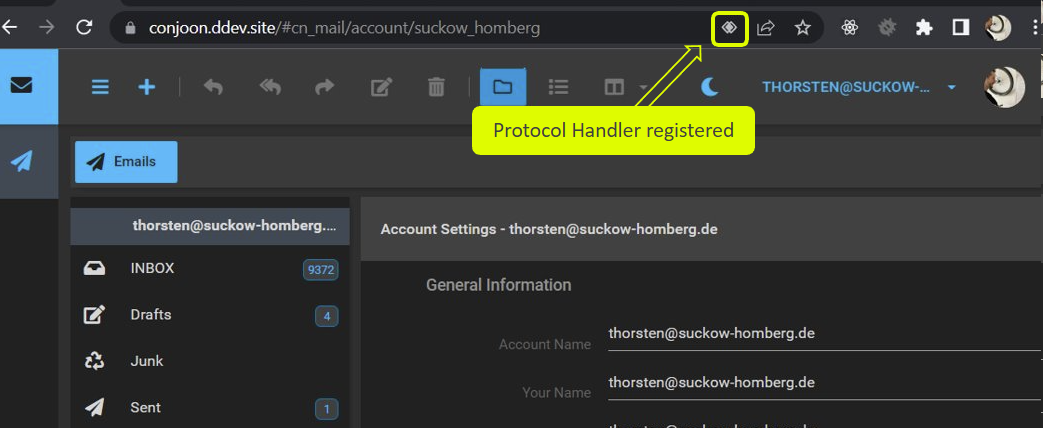 conjoon.ddev.site/#cn_mail/account/suckow_homberg
THORSTEN@SUCKOW-...
Protocol Handler registered
Emails
thorsten@suckow-homberg....
Account Settings - thorsten@suckow-homberg.de
INBOX 9372
General Information
Drafts 4
Account Name thorsten@suckow-homberg.de
Junk
Your Name thorsten@suckow-homberg.de
Sent 1